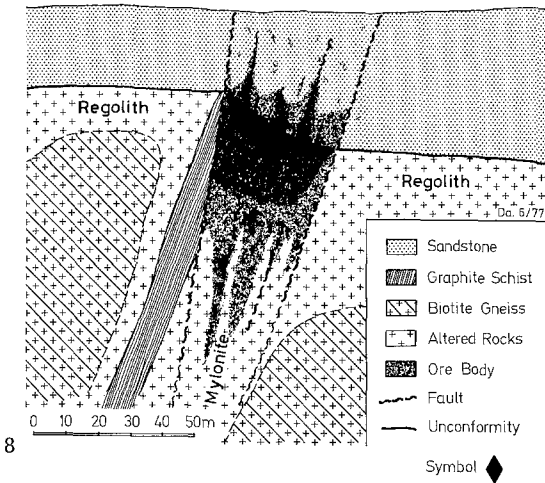 Regolith
Regolith
Da. 6/77
Mylonite
Sandstone
Graphite Schist
Biotite Gneiss
Altered Rocks
Ore Body
Fault
Unconformity
Symbol
0 10 20 30 40 50m
8